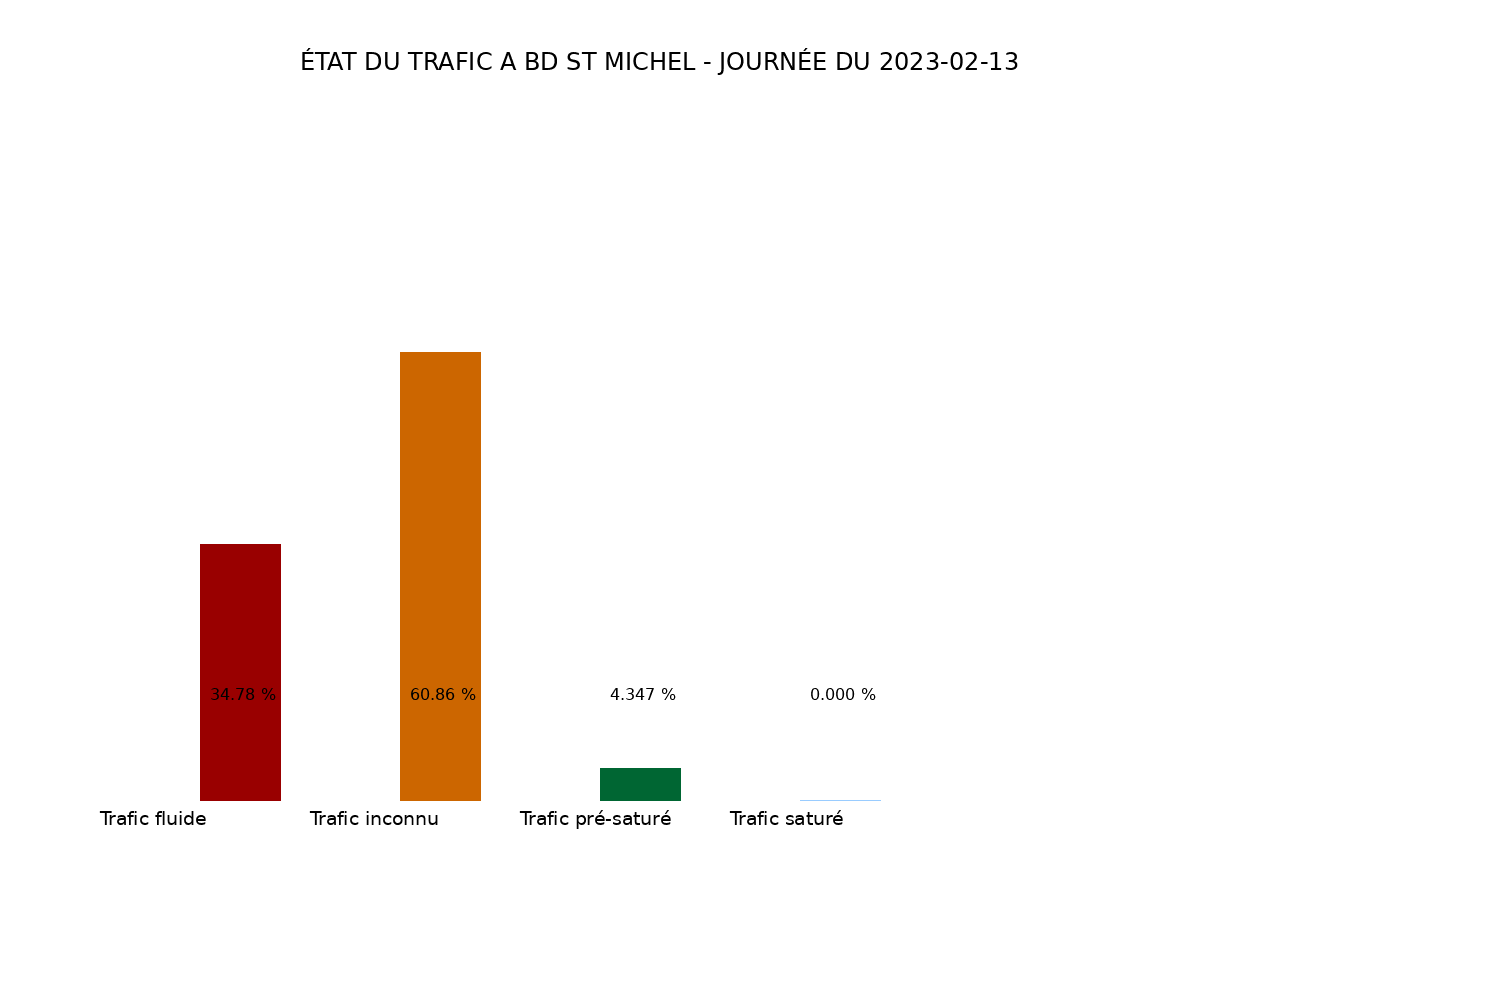 ÉTAT DU TRAFIC A BD ST MICHEL - JOURNÉE DU 2023-02-13
34.78 % 60.86 % 4.347 % 0.000 %
Trafic fluide Trafic inconnu Trafic pré-saturé Trafic saturé